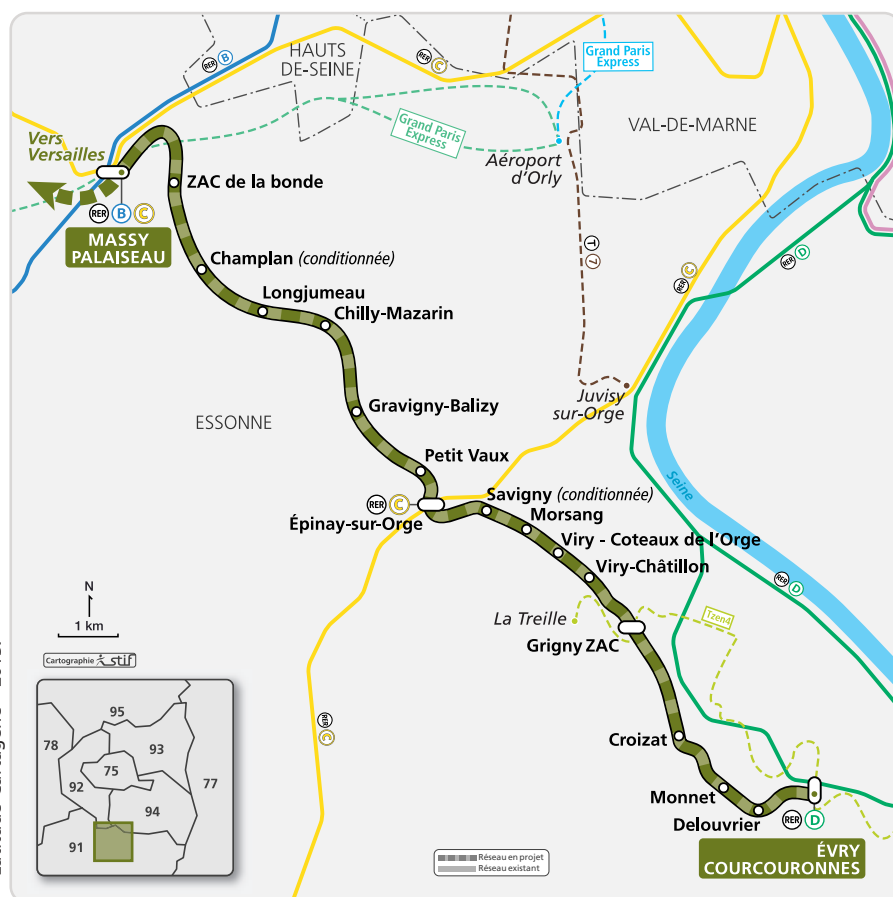 HAUTS
DE-SEINE
RER B
RER C
Grand Paris
Express
VAL-DE-MARNE
Vers
Versailles
Grand Paris
Express
Aéroport
d'Orly
ZAC de la bonde
RER B C
MASSY
PALAISEAU
T
7
RER D
RER C
Champlan (conditionnée)
Longjumeau
Chilly-Mazarin
Juvisy
sur-Orge
Gravigny-Balizy
ESSONNE
Petit Vaux
Seine
RER C
Savigny (conditionnée)
Épinay-sur-Orge
Morsang
Viry - Coteaux de l'Orge
Viry-Châtillon
RER D
N
1 km
La Treille
Tzen4
Grigny ZAC
Cartographie stif
RER C
Croizat
95
78
93
75
77
92
94
91
Monnet
Delouvrier
RER D
ÉVRY
COURCOURONNES
Réseau en projet
Réseau existant